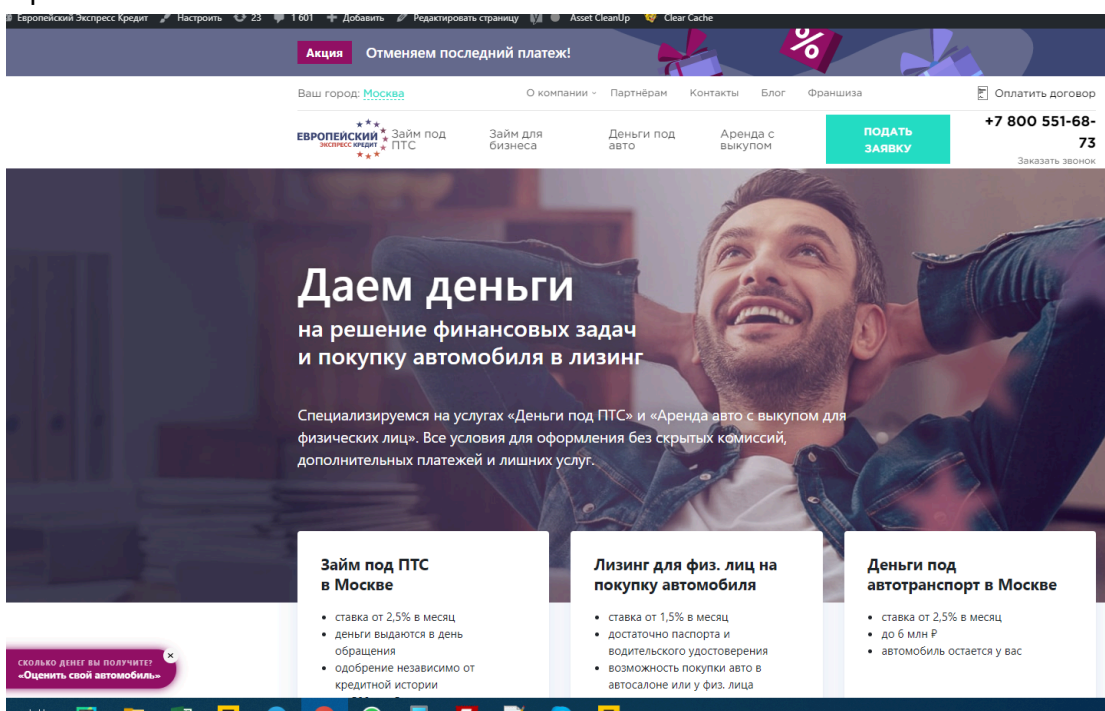 Европейский Экспресс Кредит Настроить 23 1 601 Добавить Редактировать страницу Asset CleanUp Clear Cache
Акция Отменяем последний платеж!
%
Ваш город: Москва О компании Партнёрам Контакты Блог Франшиза Оплатить договор
ЕВРОПЕЙСКИЙ
ЭКСПРЕСС КРЕДИТ
Займ под
ПТС
Займ для
бизнеса
Деньги под
авто
Аренда с
выкупом
ПОДАТЬ
ЗАЯВКУ
+7 800 551-68-
73
Заказать звонок
Даем деньги
на решение финансовых задач
и покупку автомобиля в лизинг
Специализируемся на услугах «Деньги под ПТС» и «Аренда авто с выкупом для
физических лиц». Все условия для оформления без скрытых комиссий,
дополнительных платежей и лишних услуг.
Займ под ПТС
в Москве
• ставка от 2,5% в месяц
• деньги выдаются в день
обращения
• одобрение независимо от
кредитной истории
Лизинг для физ. лиц на
покупку автомобиля
• ставка от 1,5% в месяц
• достаточно паспорта и
водительского удостоверения
• возможность покупки авто в
автосалоне или у физ. лица
Деньги под
автотранспорт в Москве
• ставка от 2,5% в месяц
• до 6 млн ₽
• автомобиль остается у вас
СКОЛЬКО ДЕНЕГ ВЫ ПОЛУЧИТЕ?
«Оценить свой автомобиль»